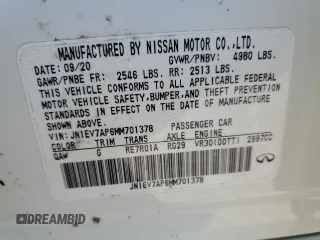 MANUFACTURED BY NISSAN MOTOR CO.,LTD.
DATE: 09/20 GVWR/PNBV: 4980 LBS.
GAWR/PNBE FR: 2546 LBS. RR: 2513 LBS.
THIS VEHICLE CONFORMS TO ALL APPLICABLE
FEDERAL MOTOR VEHICLE SAFETY, BUMPER, AND THEFT PREVENTION
STANDARDS IN EFFECT ON THE DATE OF
MANUFACTURE SHOWN ABOVE.
VIN: JN1EV7AP6MM701378 PASSENGER CAR
COLOR TRIM TRANS AXLE ENGINE
QAW G RE7R01A RG29 VR30(DDTT) 2997CC
JN1EV7AP6MM701378
AUTOHELPERBOT.COM